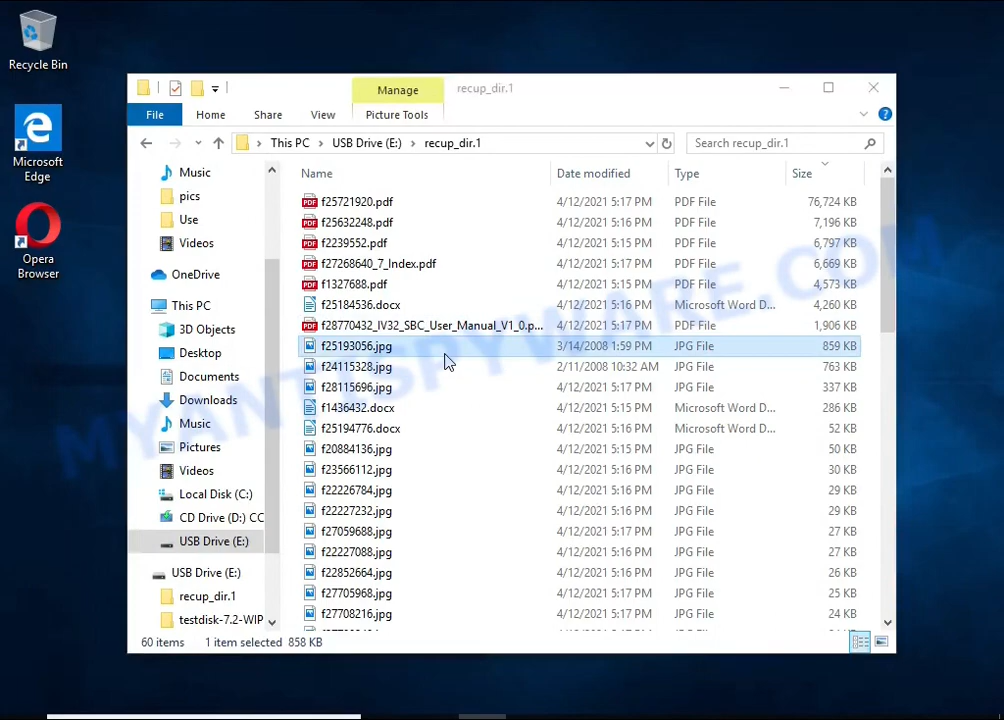 Recycle Bin
Microsoft Edge
Opera Browser
Manage
recup_dir.1
File
Home
Share
View
Picture Tools
This PC
USB Drive (E:)
recup_dir.1
Search recup_dir.1
Music
pics
Use
Videos
OneDrive
This PC
3D Objects
Desktop
Documents
Downloads
Music
Pictures
Videos
Local Disk (C:)
CD Drive (D:) CC
USB Drive (E:)
USB Drive (E:)
recup_dir.1
testdisk-7.2-WIP
Name Date modified Type Size
f25721920.pdf 4/12/2021 5:17 PM PDF File 76,724 KB
f25632248.pdf 4/12/2021 5:17 PM PDF File 7,196 KB
f2239552.pdf 4/12/2021 5:15 PM PDF File 6,797 KB
f27268640_7_Index.pdf 4/12/2021 5:17 PM PDF File 6,669 KB
f1327688.pdf 4/12/2021 5:15 PM PDF File 4,573 KB
f25184536.docx 4/12/2021 5:16 PM Microsoft Word D... 4,260 KB
f28770432_IV32_SBC_User_Manual_V1_0.p... 4/12/2021 5:17 PM PDF File 1,906 KB
f25193056.jpg 3/14/2008 1:59 PM JPG File 859 KB
f24115328.jpg 2/11/2008 10:32 AM JPG File 763 KB
f28115696.jpg 4/12/2021 5:17 PM JPG File 337 KB
f1436432.docx 4/12/2021 5:15 PM Microsoft Word D... 286 KB
f25194776.docx 4/12/2021 5:16 PM Microsoft Word D... 52 KB
f20884136.jpg 4/12/2021 5:15 PM JPG File 50 KB
f23566112.jpg 4/12/2021 5:16 PM JPG File 30 KB
f22226784.jpg 4/12/2021 5:16 PM JPG File 29 KB
f22227232.jpg 4/12/2021 5:16 PM JPG File 29 KB
f27059688.jpg 4/12/2021 5:17 PM JPG File 27 KB
f22227088.jpg 4/12/2021 5:16 PM JPG File 27 KB
f22852664.jpg 4/12/2021 5:16 PM JPG File 26 KB
f27705968.jpg 4/12/2021 5:17 PM JPG File 25 KB
f27708216.jpg 4/12/2021 5:17 PM JPG File 24 KB
60 items 1 item selected 858 KB
MYANTISPYWARE.COM